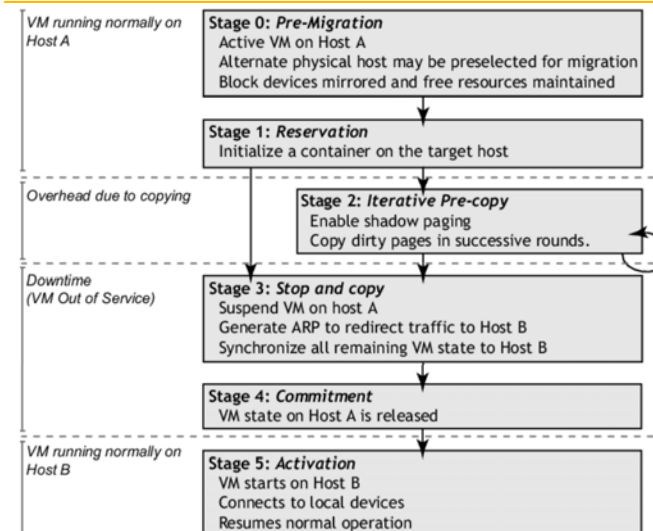 VM running normally on
Host A
Stage 0: Pre-Migration
Active VM on Host A
Alternate physical host may be preselected for migration
Block devices mirrored and free resources maintained
Stage 1: Reservation
Initialize a container on the target host
Overhead due to copying
Stage 2: Iterative Pre-copy
Enable shadow paging
Copy dirty pages in successive rounds.
Downtime
(VM Out of Service)
Stage 3: Stop and copy
Suspend VM on host A
Generate ARP to redirect traffic to Host B
Synchronize all remaining VM state to Host B
Stage 4: Commitment
VM state on Host A is released
VM running normally on
Host B
Stage 5: Activation
VM starts on Host B
Connects to local devices
Resumes normal operation